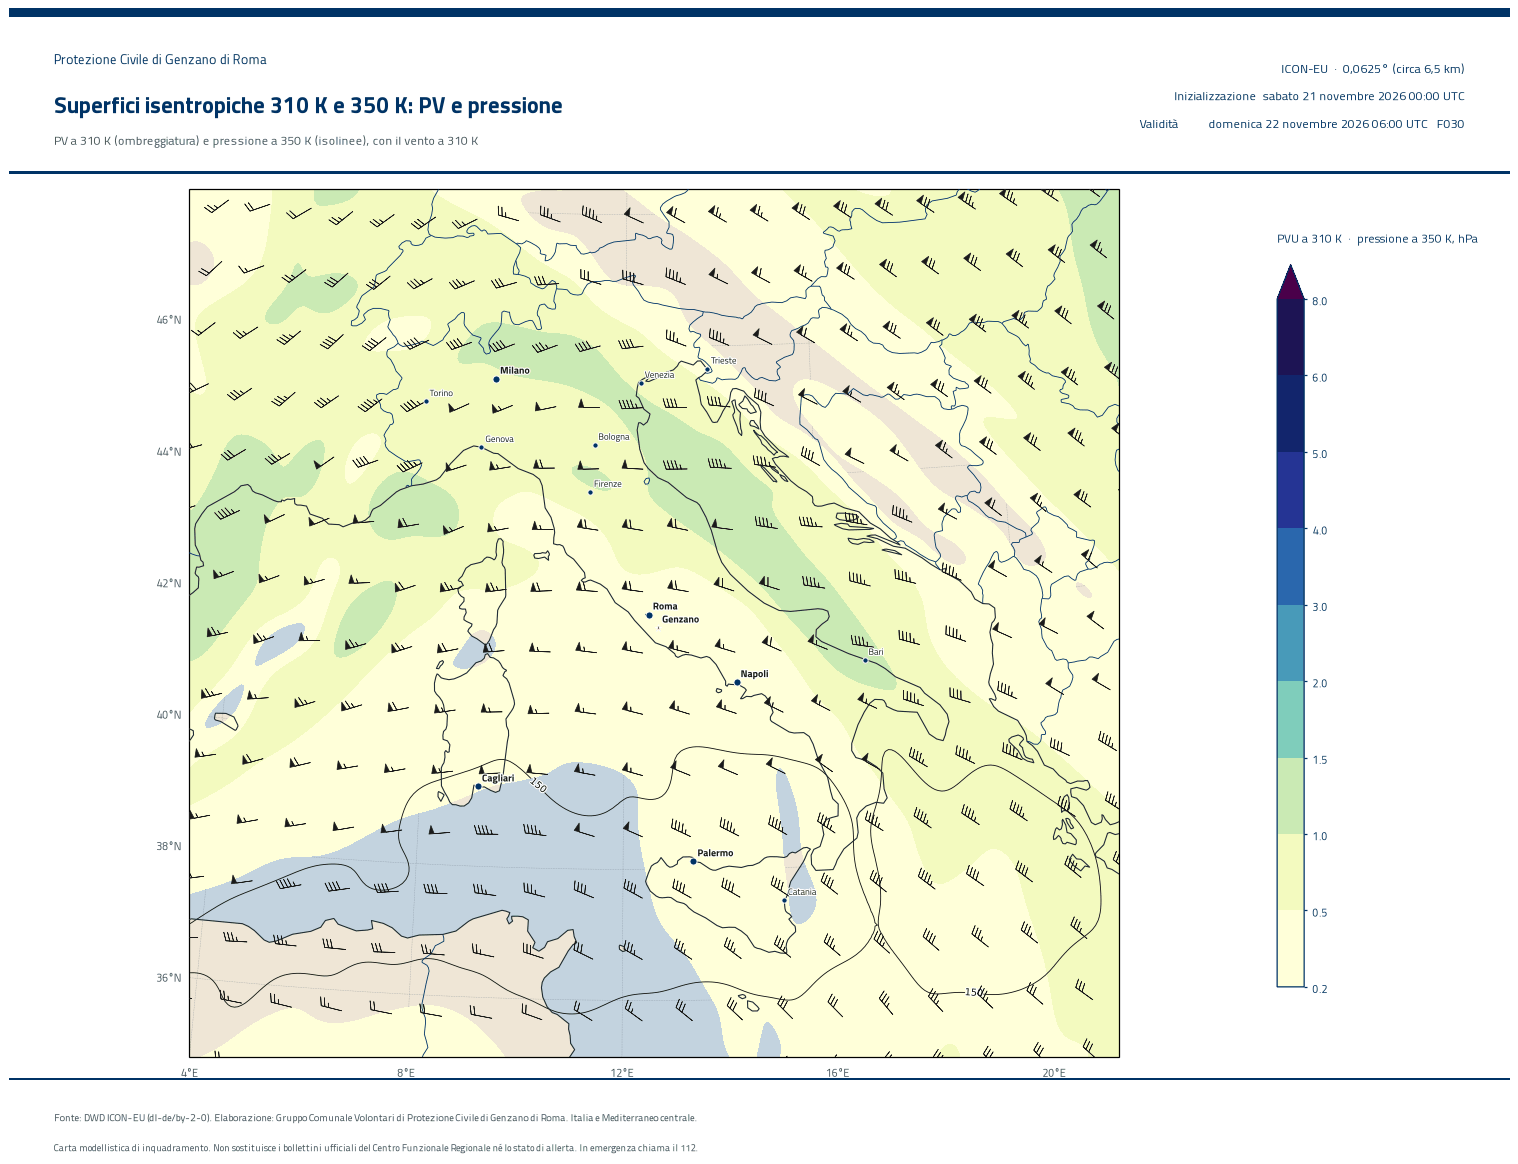 Protezione Civile di Genzano di Roma
Superfici isentropiche 310 K e 350 K: PV e pressione
PV a 310 K (ombreggiatura) e pressione a 350 K (isolinee), con il vento a 310 K
ICON-EU · 0,0625° (circa 6,5 km)
Inizializzazione sabato 21 novembre 2026 00:00 UTC
Validità domenica 22 novembre 2026 06:00 UTC F030
PVU a 310 K · pressione a 350 K, hPa
8.0
6.0
5.0
4.0
3.0
2.0
1.5
1.0
0.5
0.2
46°N
44°N
42°N
40°N
38°N
36°N
4°E
8°E
12°E
16°E
20°E
Trieste
Venezia
Milano
Torino
Genova
Bologna
Firenze
Roma
Genzano
Bari
Napoli
Cagliari
150
Palermo
Catania
150
Fonte: DWD ICON-EU (dl-de/by-2-0). Elaborazione: Gruppo Comunale Volontari di Protezione Civile di Genzano di Roma. Italia e Mediterraneo centrale.
Carta modellistica di inquadramento. Non sostituisce i bollettini ufficiali del Centro Funzionale Regionale né lo stato di allerta. In emergenza chiama il 112.